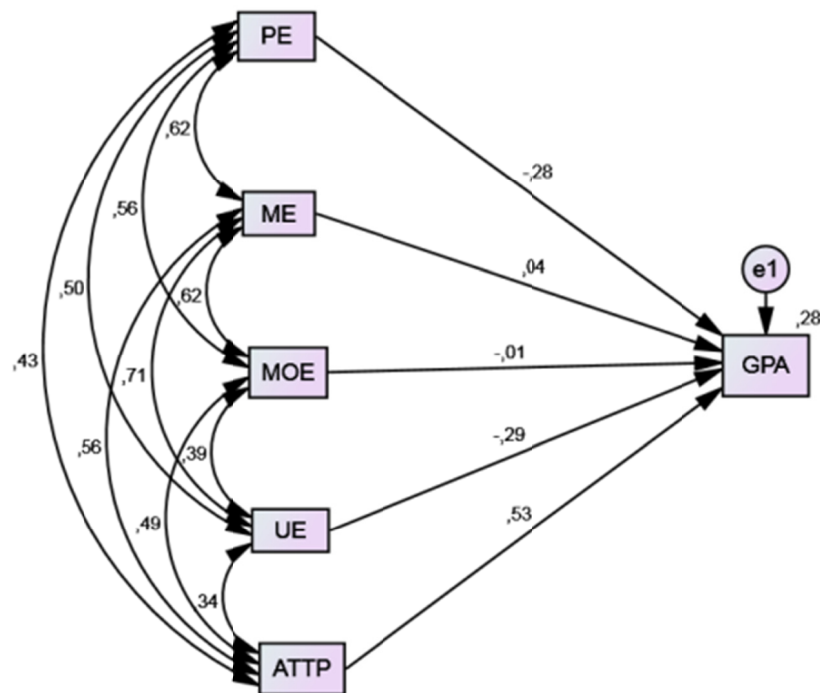 PE
,62
-,28
,56
ME
e1
,04
,50
,62
,28
,43
MOE
-,01
GPA
,71
,56
,39
-,29
,49
UE
,53
,34
ATTP